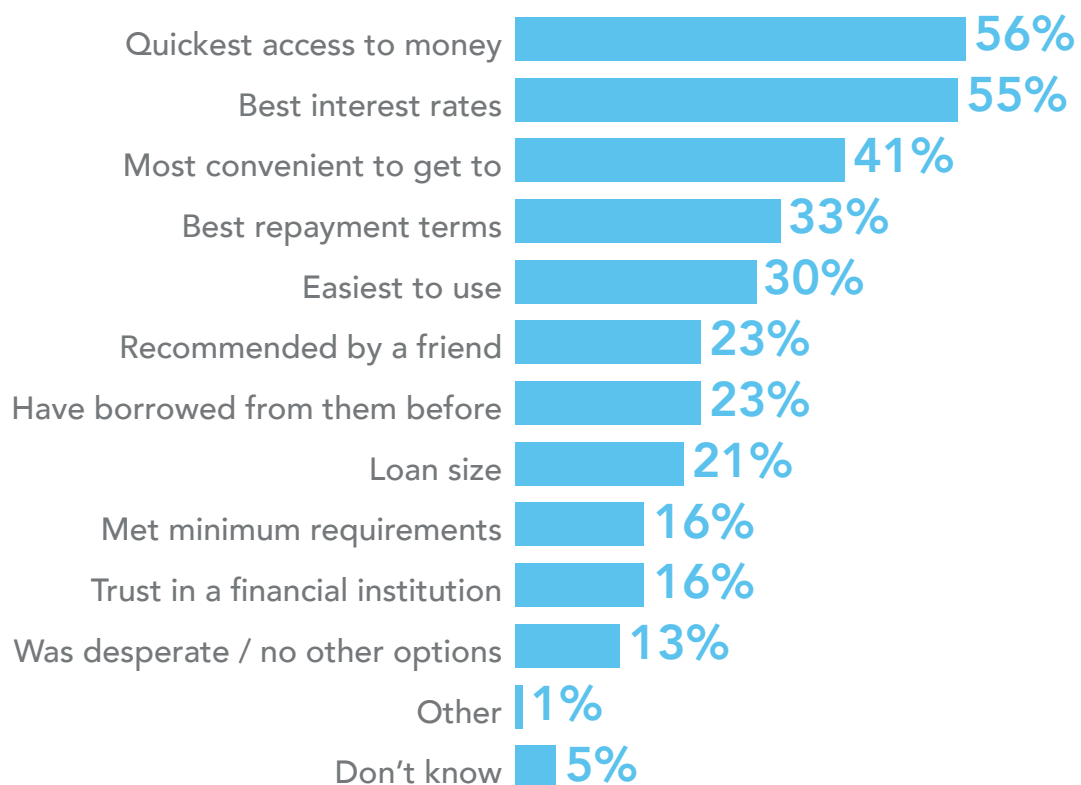 Quickest access to money 56%
Best interest rates 55%
Most convenient to get to 41%
Best repayment terms 33%
Easiest to use 30%
Recommended by a friend 23%
Have borrowed from them before 23%
Loan size 21%
Met minimum requirements 16%
Trust in a financial institution 16%
Was desperate / no other options 13%
Other 1%
Don’t know 5%